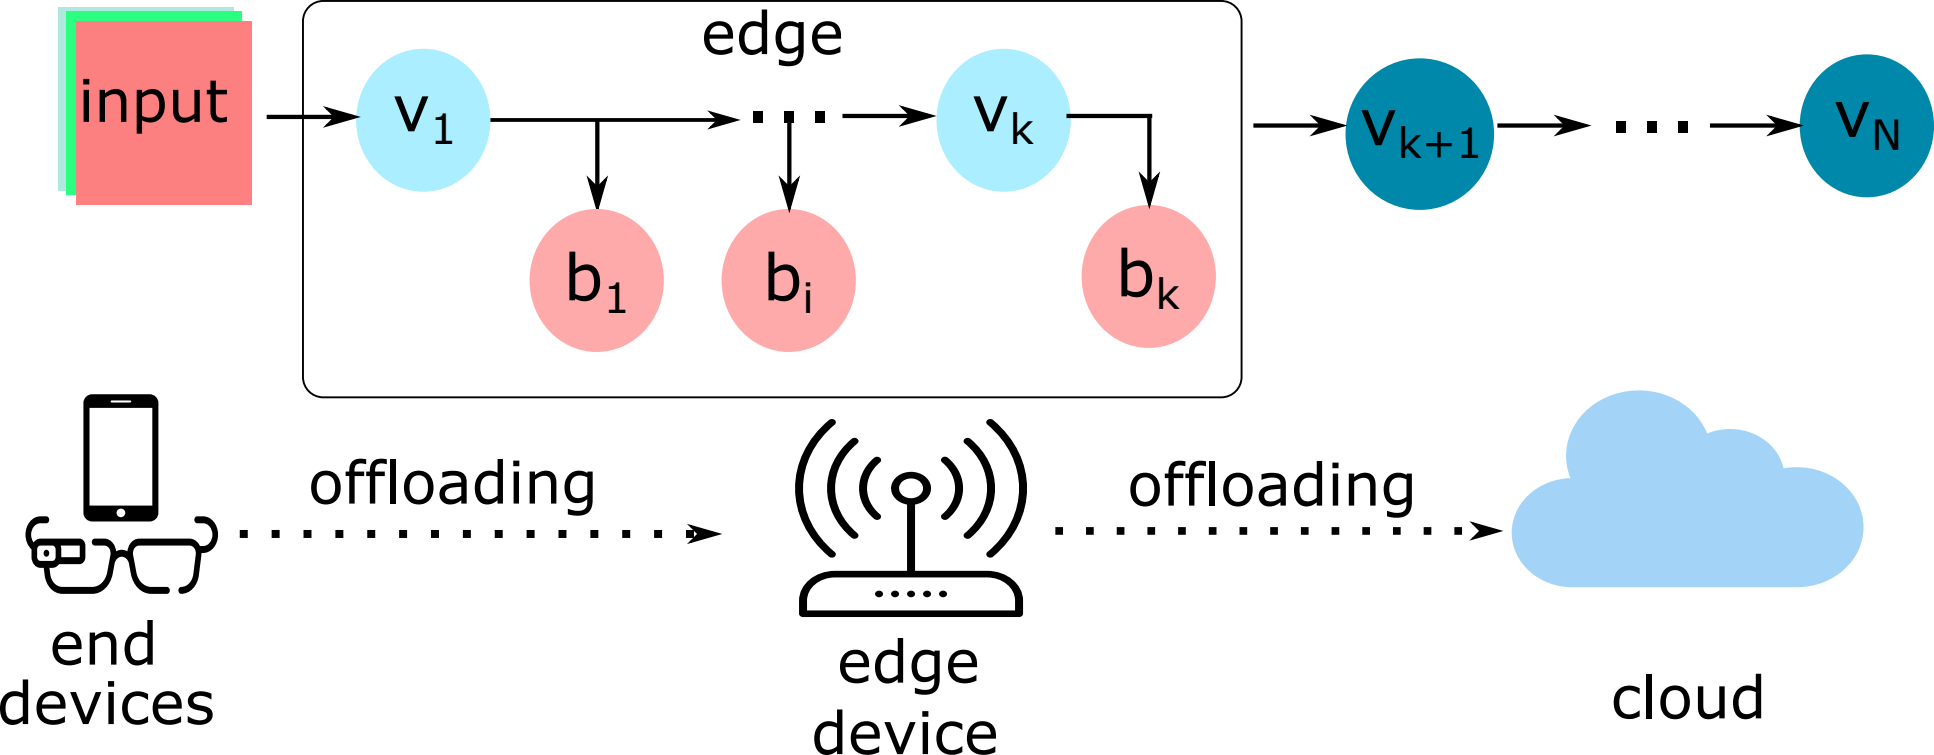 edge
input
v1
vk
vk+1
vN
b1
bi
bk
offloading
offloading
end
devices
edge
device
cloud